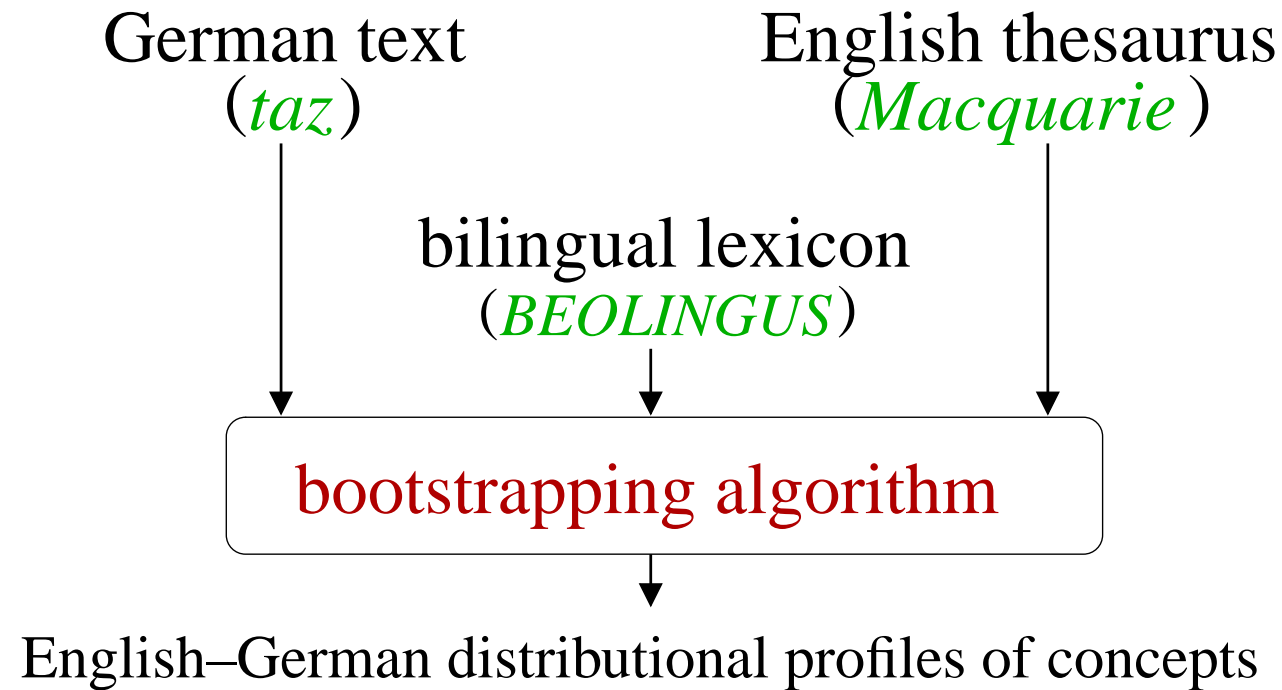 German text
(taz)
English thesaurus
(Macquarie )
bilingual lexicon
(BEOLINGUS)
bootstrapping algorithm
English–German distributional profiles of concepts